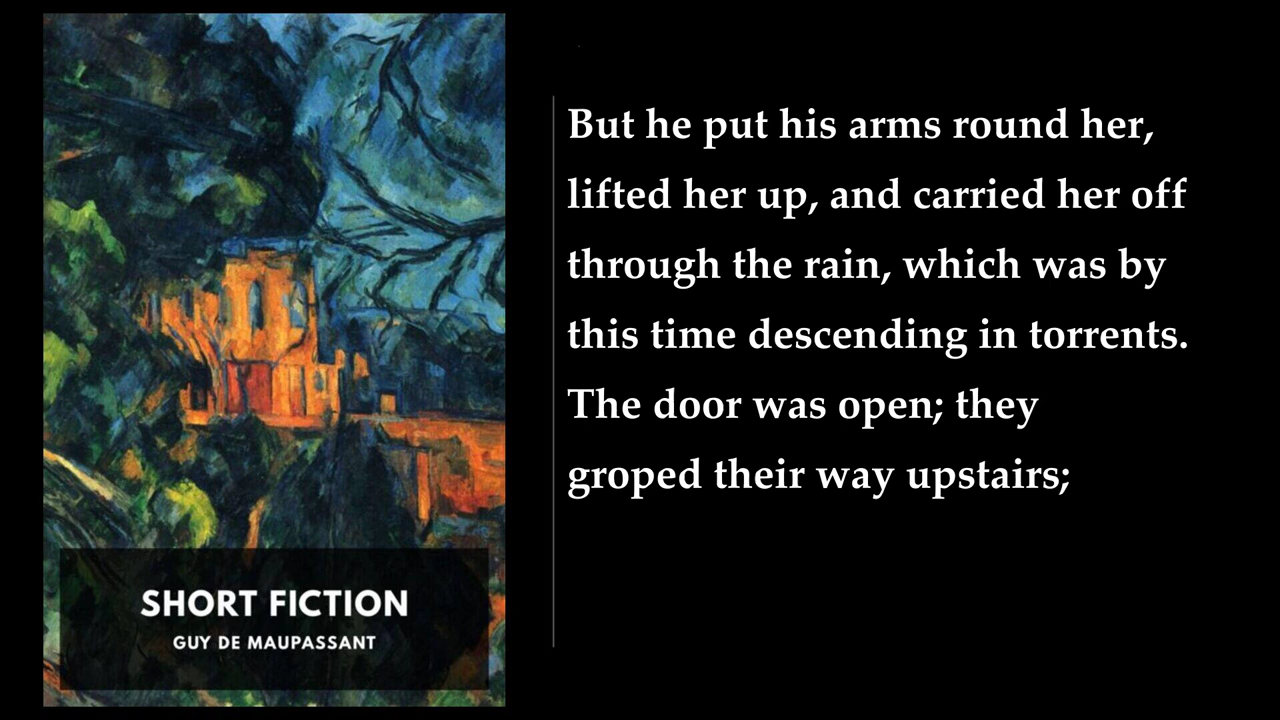 But he put his arms round her,
lifted her up, and carried her off
through the rain, which was by
this time descending in torrents.
The door was open; they
groped their way upstairs;
SHORT FICTION
GUY DE MAUPASSANT